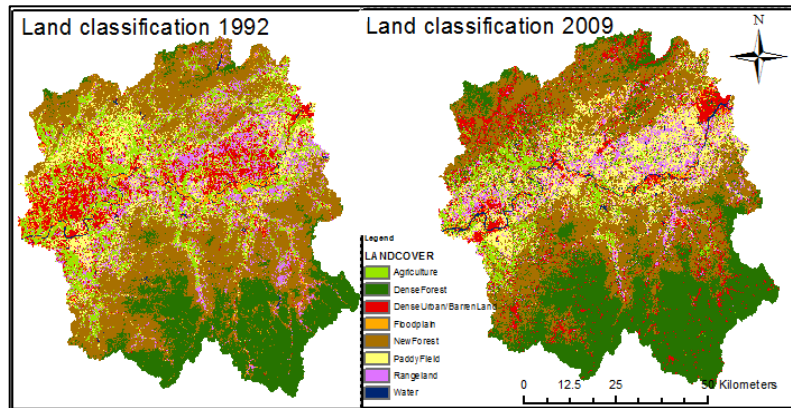 Land classification 1992
Land classification 2009
N
Legend
LANDCOVER
Agriculture
DenseForest
DenseUrban/BarrenLand
Floodplain
NewForest
PaddyField
Rangeland
Water
0 12.5 25 50 Kilometers